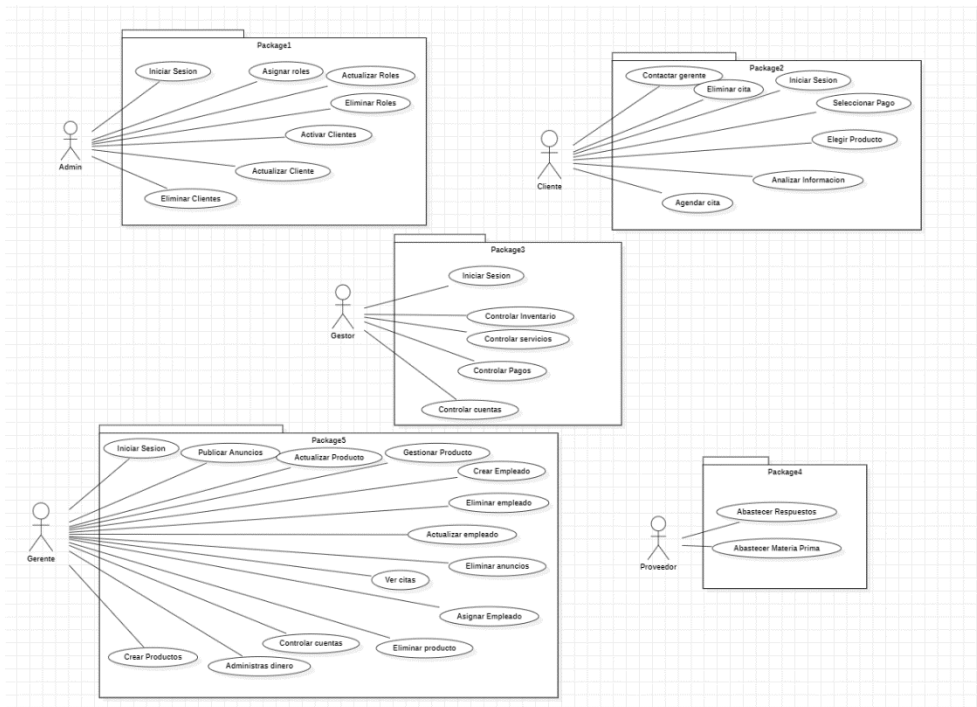 Package1
Iniciar Sesion
Asignar roles
Actualizar Roles
Eliminar Roles
Activar Clientes
Admin
Actualizar Cliente
Eliminar Clientes
Package2
Contactar gerente
Iniciar Sesion
Eliminar cita
Seleccionar Pago
Elegir Producto
Cliente
Analizar Informacion
Agendar cita
Package3
Iniciar Sesion
Controlar Inventario
Gestor
Controlar servicios
Controlar Pagos
Controlar cuentas
Package5
Iniciar Sesion
Publicar Anuncios
Actualizar Producto
Gestionar Producto
Crear Empleado
Eliminar empleado
Actualizar empleado
Gerente
Eliminar anuncios
Ver citas
Asignar Empleado
Controlar cuentas
Eliminar producto
Crear Productos
Administras dinero
Package4
Abastecer Respuestos
Abastecer Materia Prima
Proveedor